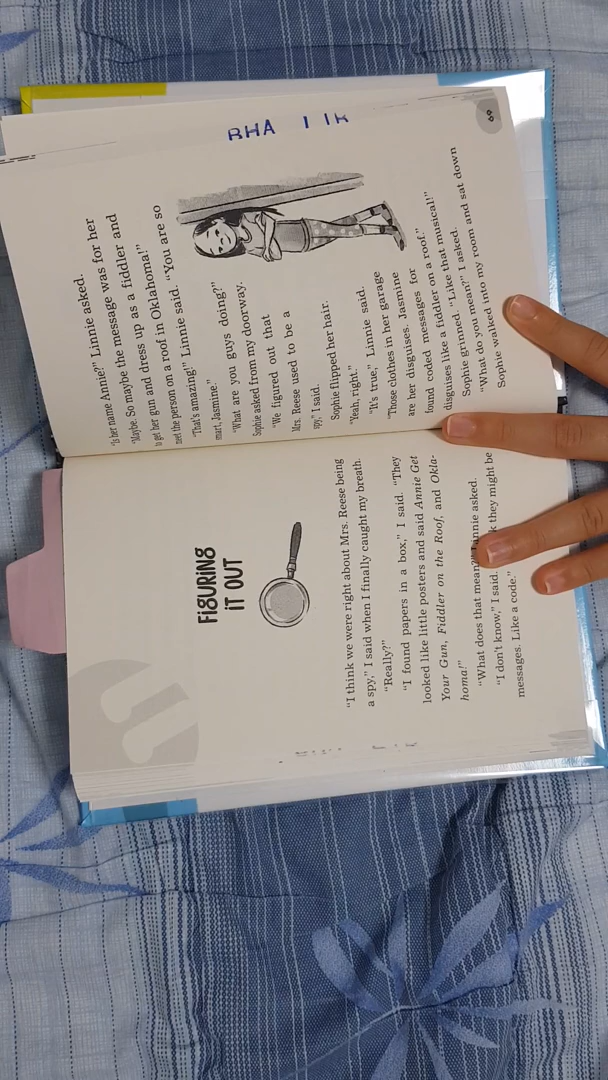 FiGURiNG
iT OUT
"I think we were right about Mrs. Reese being
a spy," I said when I finally caught my breath.
"Really?"
"I found papers in a box," I said. "They
looked like little posters and said Annie Get
Your Gun, Fiddler on the Roof, and Okla-
homa!"
"What does that mean?" Linnie asked.
"I don't know," I said. they might be
messages. Like a code."
"Is her name Annie?" Linnie asked.
"Maybe. So maybe the message was for her
to get her gun and dress up as a fiddler and
meet the person on a roof in Oklahoma!"
"That's amazing!" Linnie said. "You are so
smart, Jasmine."
"What are you guys doing?"
Sophie asked from my doorway.
"We figured out that
Mrs. Reese used to be a
spy," I said.
Sophie flipped her hair.
"Yeah, right."
"It's true," Linnie said.
"Those clothes in her garage
are her disguises. Jasmine
found coded messages for
disguises like a fiddler on a roof."
Sophie grinned. "Like that musical!"
"What do you mean?" I asked.
Sophie waked into my room and sat down
69